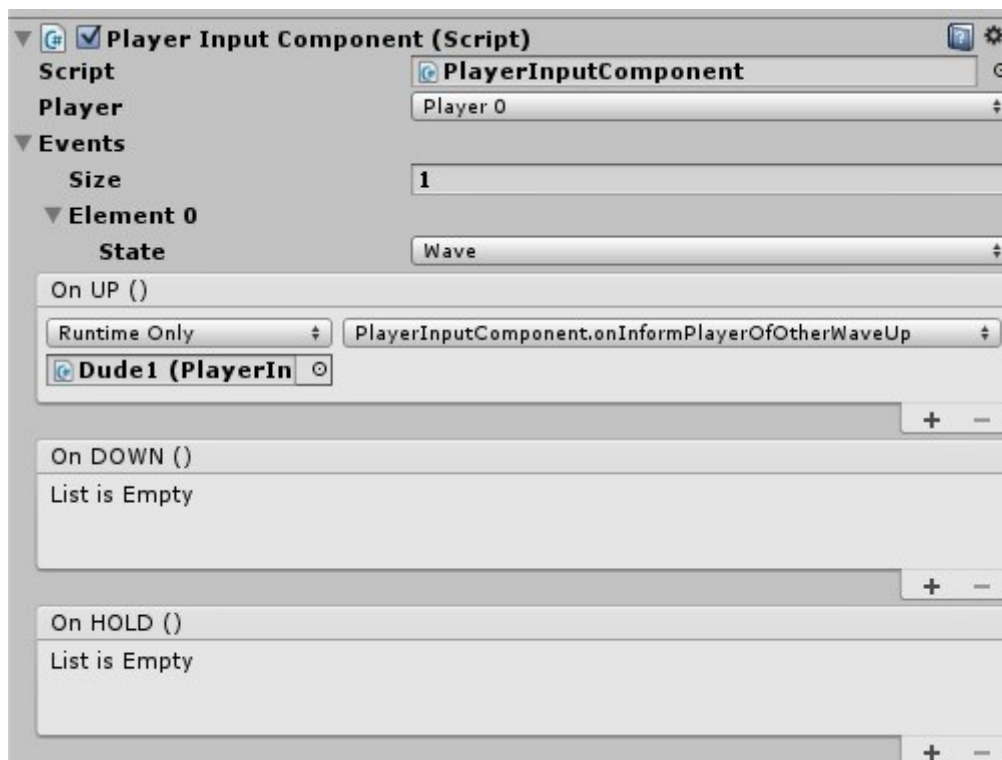 Player Input Component (Script)
Script PlayerInputComponent
Player Player 0
Events
Size 1
Element 0
State Wave
On UP ()
Runtime Only PlayerInputComponent.onInformPlayerOfOtherWaveUp
Dude1 (PlayerIn
+ −
On DOWN ()
List is Empty
+ −
On HOLD ()
List is Empty
+ −